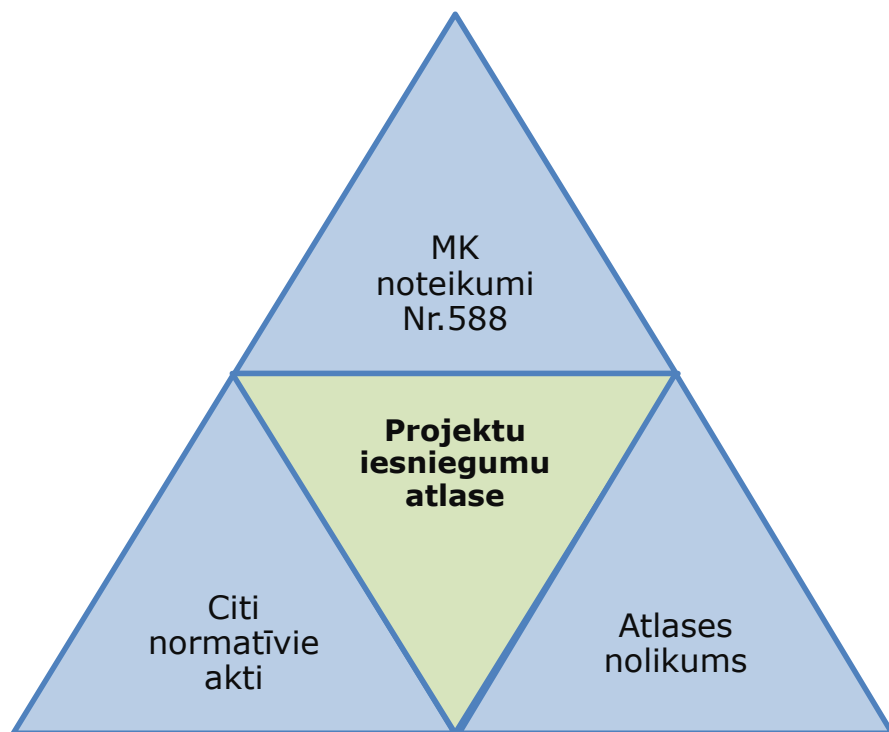 MK
noteikumi
Nr.588
Projektu
iesniegumu
atlase
Citi
normatīvie
akti
Atlases
nolikums